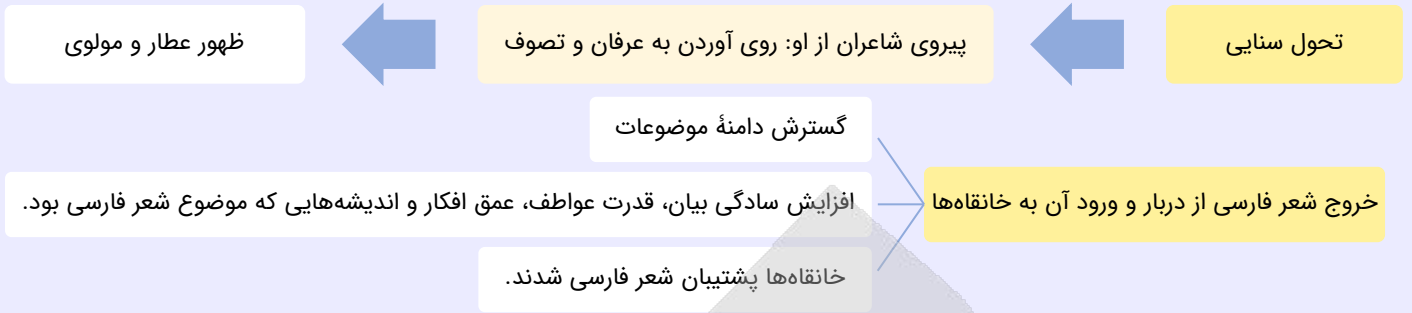 تحول سنایی
پیروی شاعران از او: روی آوردن به عرفان و تصوف
ظهور عطار و مولوی
خروج شعر فارسی از دربار و ورود آن به خانقاه‌ها
گسترش دامنهٔ موضوعات
افزایش سادگی بیان، قدرت عواطف، عمق افکار و اندیشه‌هایی که موضوع شعر فارسی بود.
خانقاه‌ها پشتیبان شعر فارسی شدند.